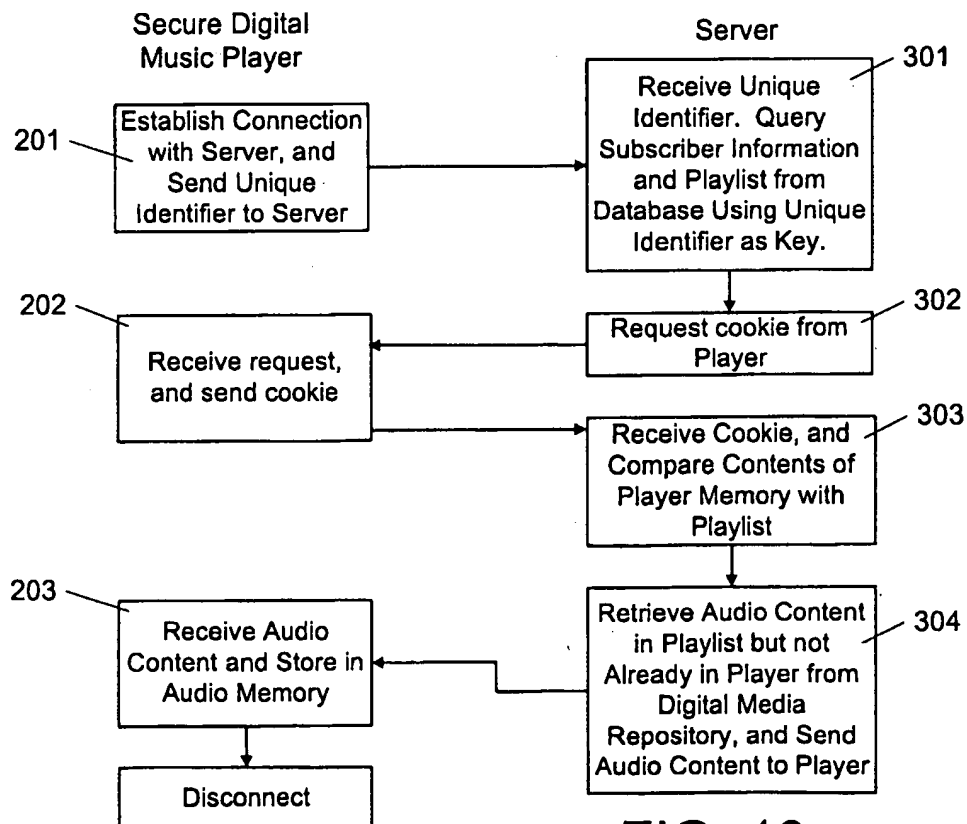 Secure Digital
Music Player
Server
301
Receive Unique
Identifier. Query
Subscriber Information
and Playlist from
Database Using Unique
Identifier as Key.
201
Establish Connection
with Server, and
Send Unique
Identifier to Server
302
Request cookie from
Player
202
Receive request,
and send cookie
303
Receive Cookie, and
Compare Contents of
Player Memory with
Playlist
304
Retrieve Audio Content
in Playlist but not
Already in Player from
Digital Media
Repository, and Send
Audio Content to Player
203
Receive Audio
Content and Store in
Audio Memory
Disconnect